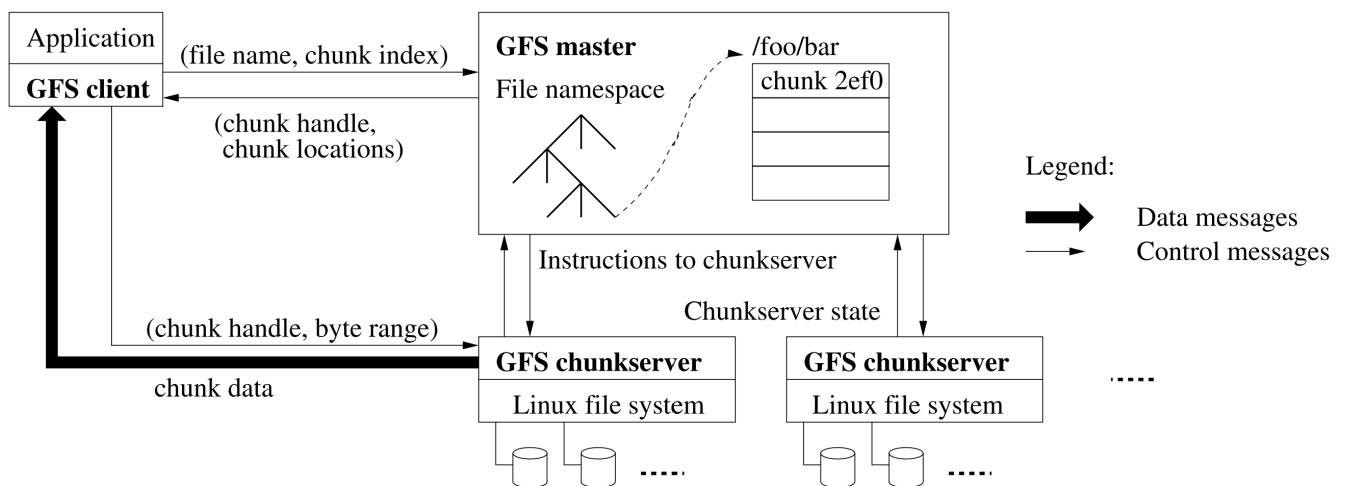 Application
GFS client
(file name, chunk index)
(chunk handle,
chunk locations)
GFS master
File namespace
/foo/bar
chunk 2ef0
Legend:
Data messages
Control messages
Instructions to chunkserver
Chunkserver state
(chunk handle, byte range)
chunk data
GFS chunkserver
Linux file system
GFS chunkserver
Linux file system